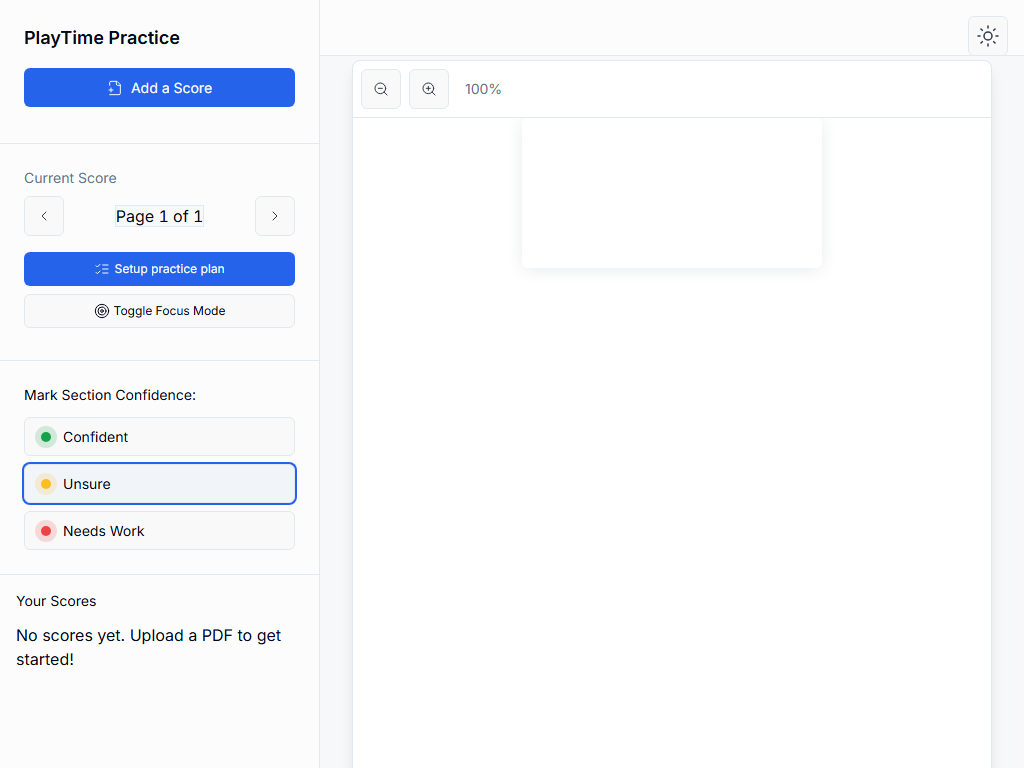 PlayTime Practice
Add a Score
Current Score
Page 1 of 1
Setup practice plan
Toggle Focus Mode
Mark Section Confidence:
Confident
Unsure
Needs Work
Your Scores
No scores yet. Upload a PDF to get
started!
100%